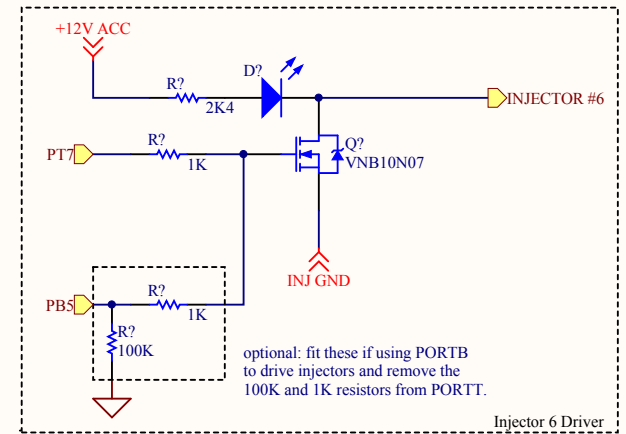 +12V ACC
R?
2K4
D?
INJECTOR #6
PT7
R?
1K
Q?
VNB10N07
INJ GND
PB5
R?
1K
R?
100K
optional: fit these if using PORTB
to drive injectors and remove the
100K and 1K resistors from PORTT.
Injector 6 Driver